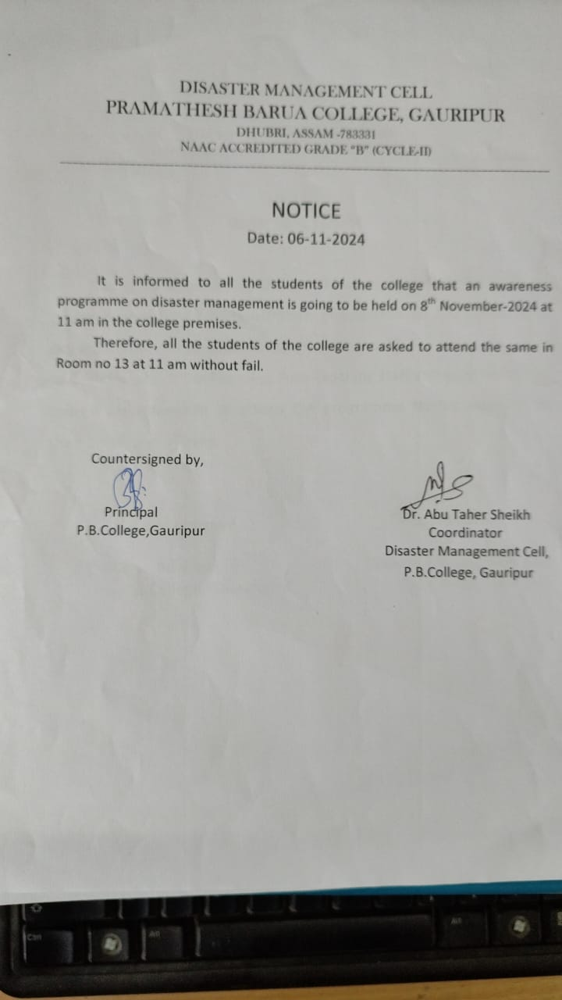 DISASTER MANAGEMENT CELL
PRAMATHESH BARUA COLLEGE, GAURIPUR
DHUBRI, ASSAM -783331
NAAC ACCREDITED GRADE "B" (CYCLE-II)
NOTICE
Date: 06-11-2024
It is informed to all the students of the college that an awareness
programme on disaster management is going to be held on 8th November-2024 at
11 am in the college premises.
Therefore, all the students of the college are asked to attend the same in
Room no 13 at 11 am without fail.
Countersigned by,
Principal
P.B.College,Gauripur
Dr. Abu Taher Sheikh
Coordinator
Disaster Management Cell,
P.B.College, Gauripur